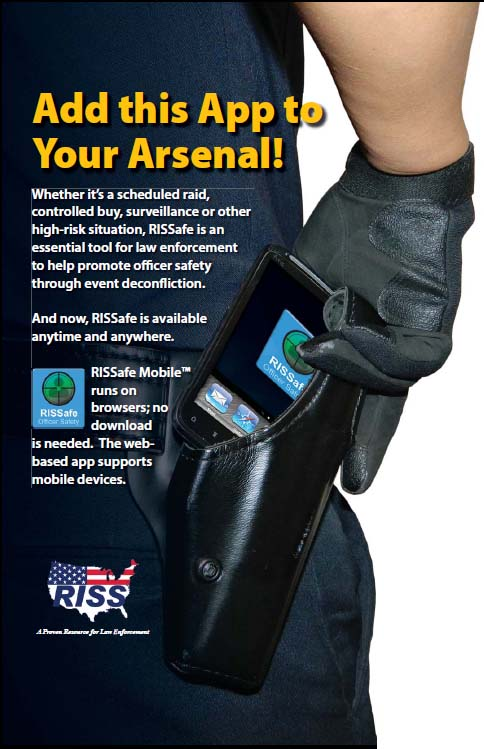 Add this App to
Your Arsenal!
Whether it's a scheduled raid,
controlled buy, surveillance or other
high-risk situation, RISSafe is an
essential tool for law enforcement
to help promote officer safety
through event deconfliction.
And now, RISSafe is available
anytime and anywhere.
RISSafe Mobile™
runs on
browsers; no
download
is needed. The web-
based app supports
mobile devices.
RISSafe
Officer Safety
RISSaf
Officer Saf
RISS
A Proven Resource for Law Enforcement